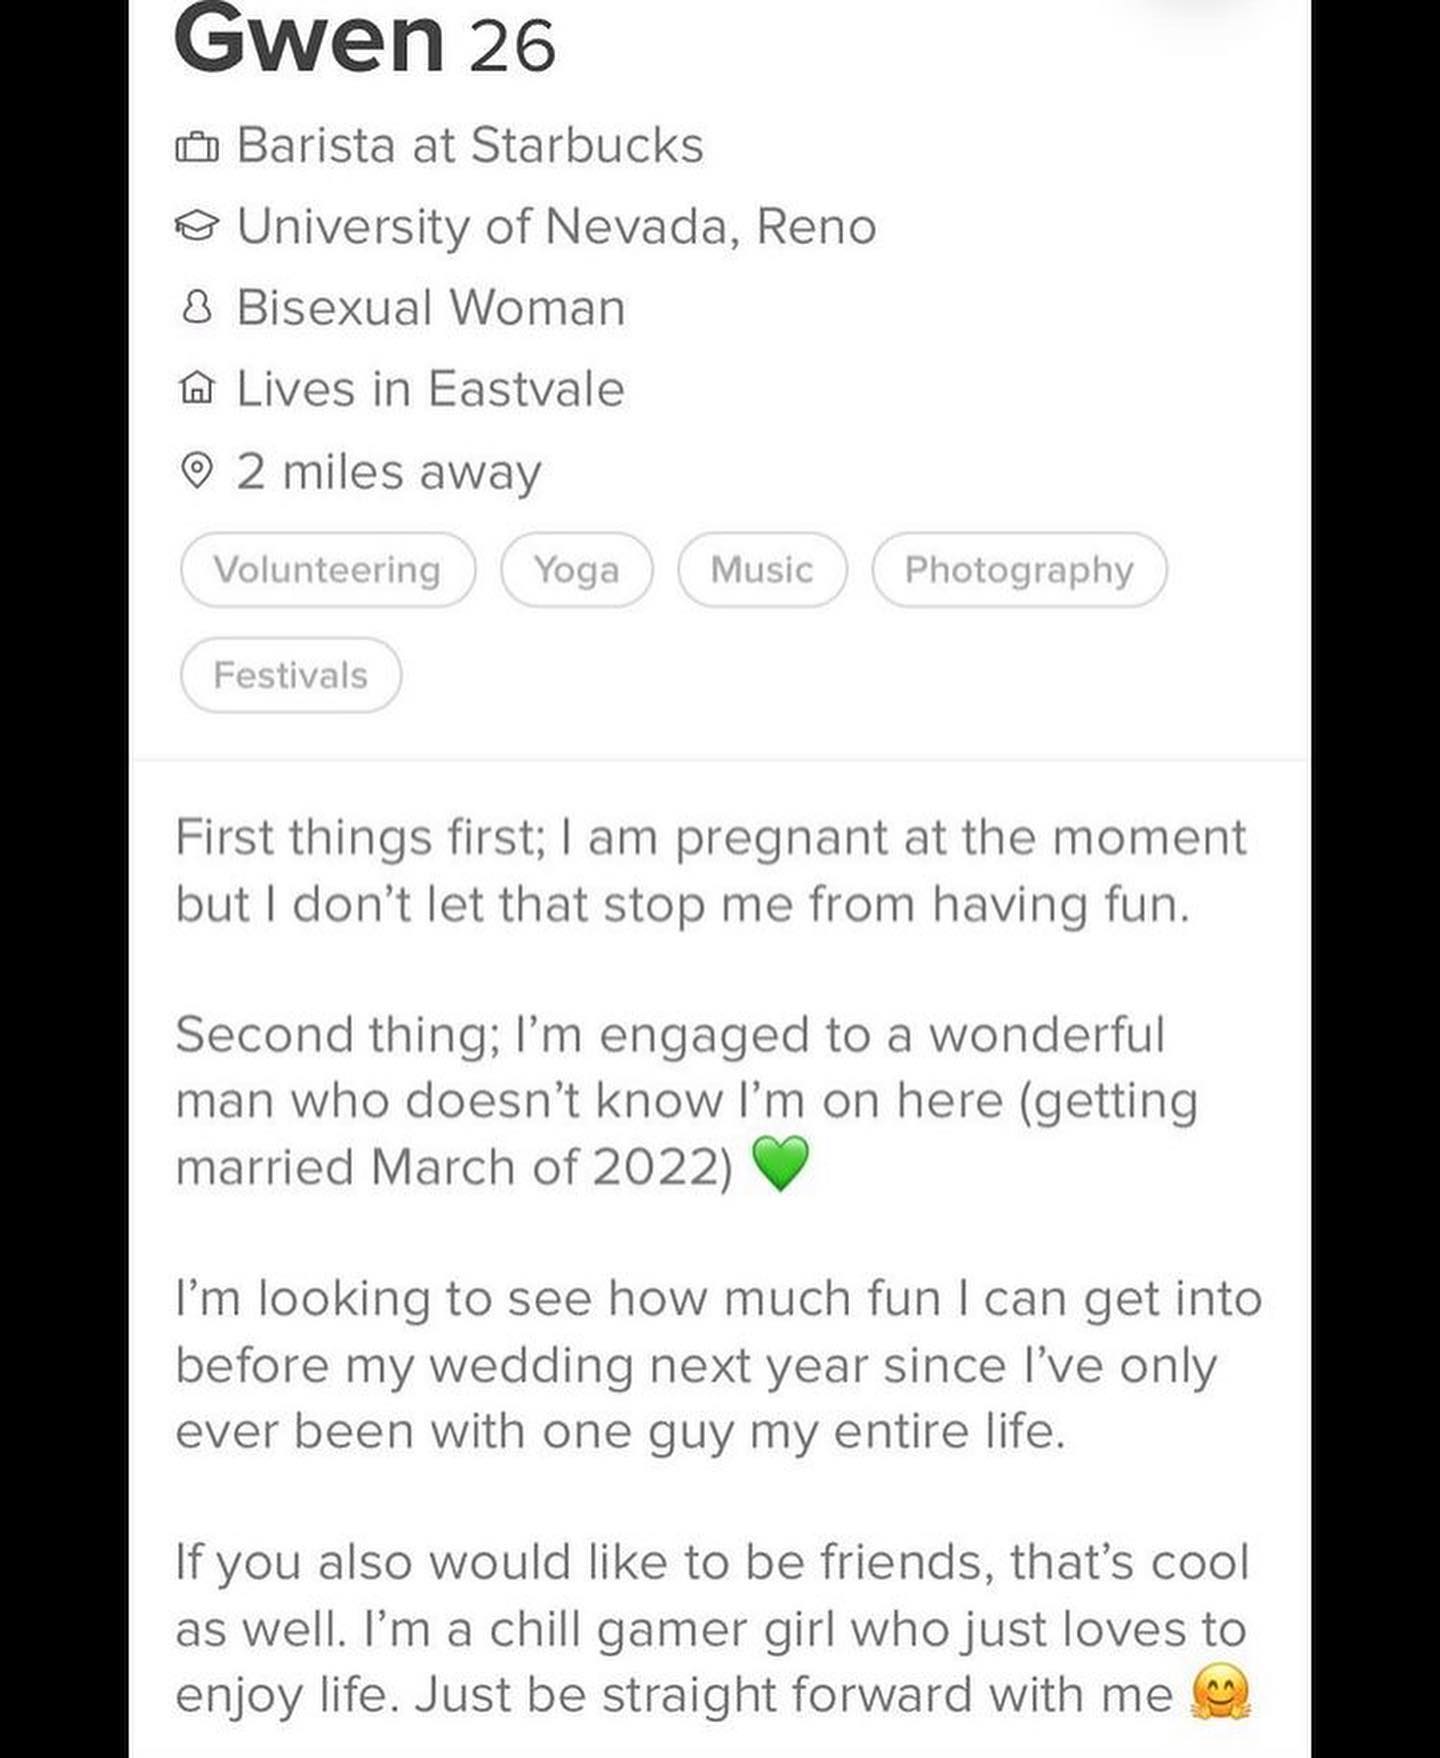 Gwen 26
Barista at Starbucks
University of Nevada, Reno
Bisexual Woman
Lives in Eastvale
2 miles away
Volunteering Yoga Music Photography
Festivals
First things first; I am pregnant at the moment
but I don’t let that stop me from having fun.
Second thing; I’m engaged to a wonderful
man who doesn’t know I’m on here (getting
married March of 2022) 💚
I’m looking to see how much fun I can get into
before my wedding next year since I’ve only
ever been with one guy my entire life.
If you also would like to be friends, that’s cool
as well. I’m a chill gamer girl who just loves to
enjoy life. Just be straight forward with me 🤗